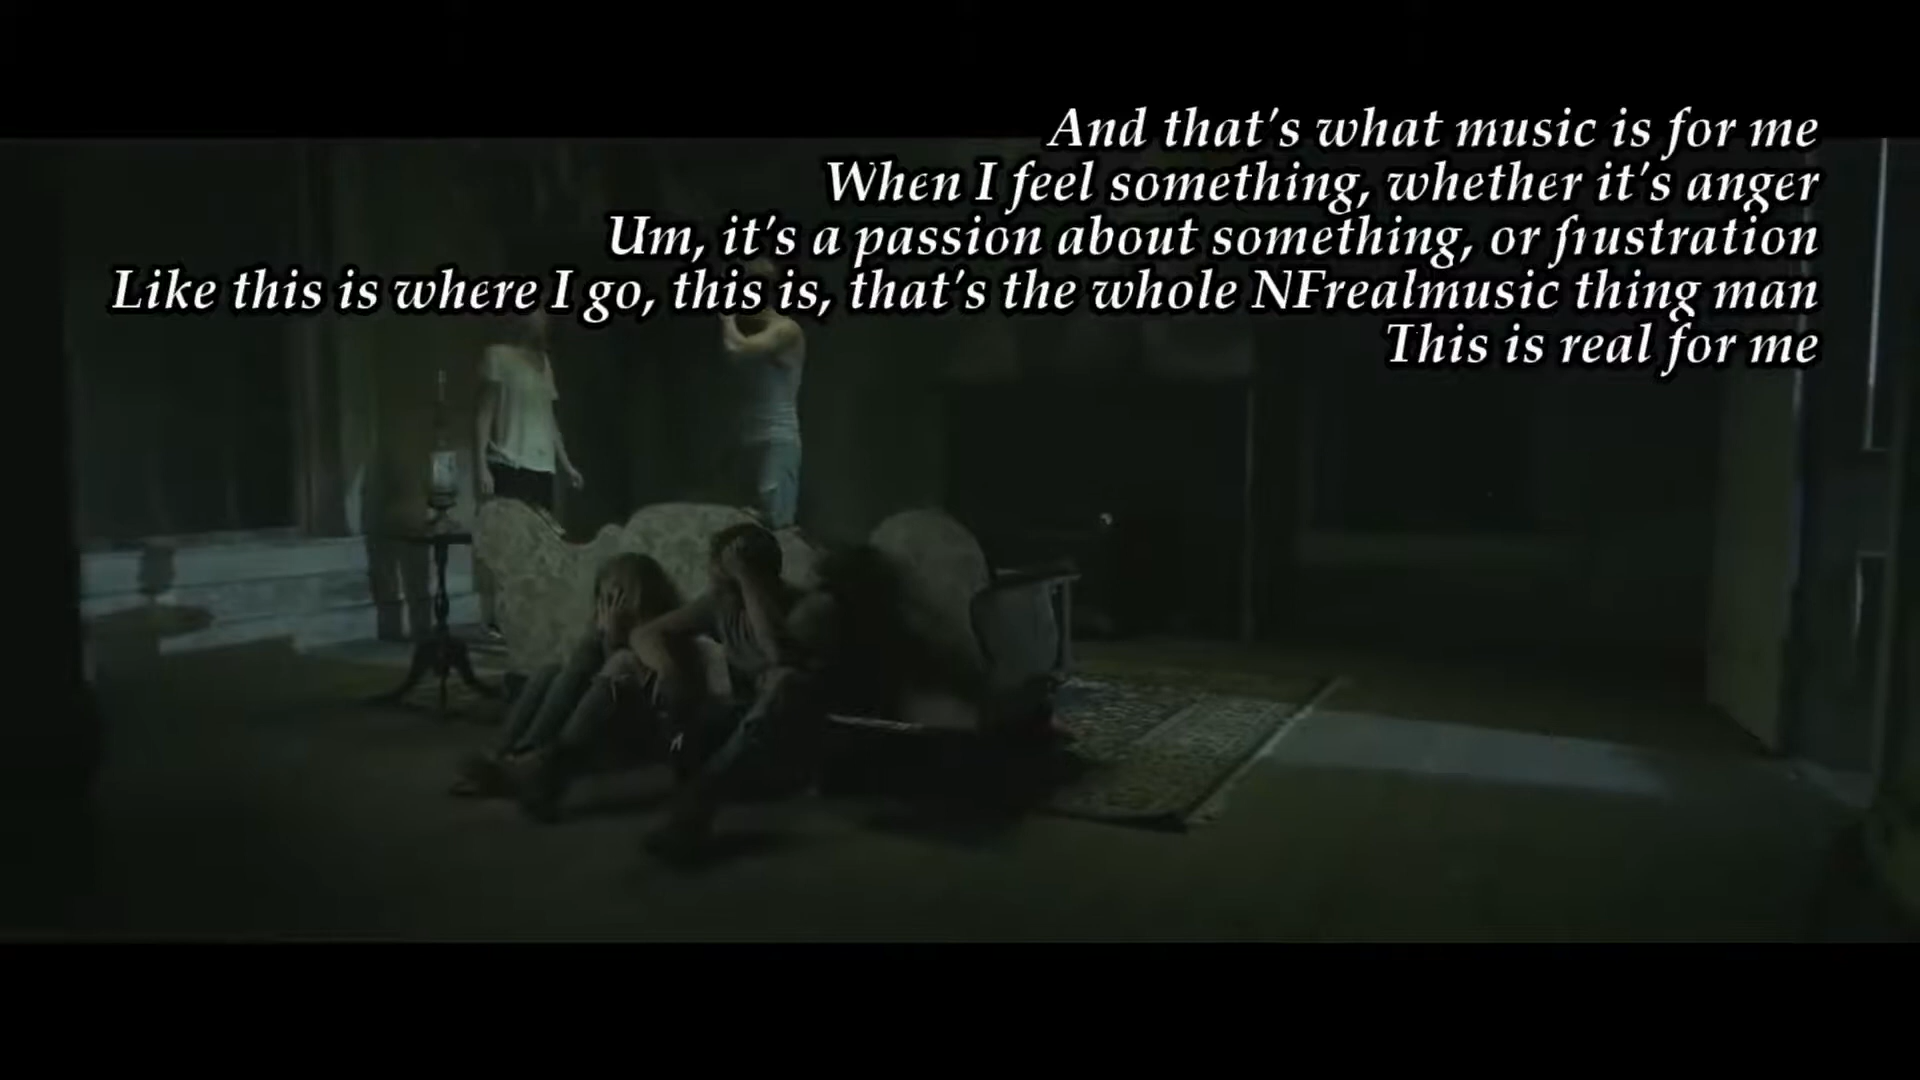 And that's what music is for me
When I feel something, whether it's anger
Um, it's a passion about something, or frustration
Like this is where I go, this is, that's the whole NFrealmusic thing man
This is real for me